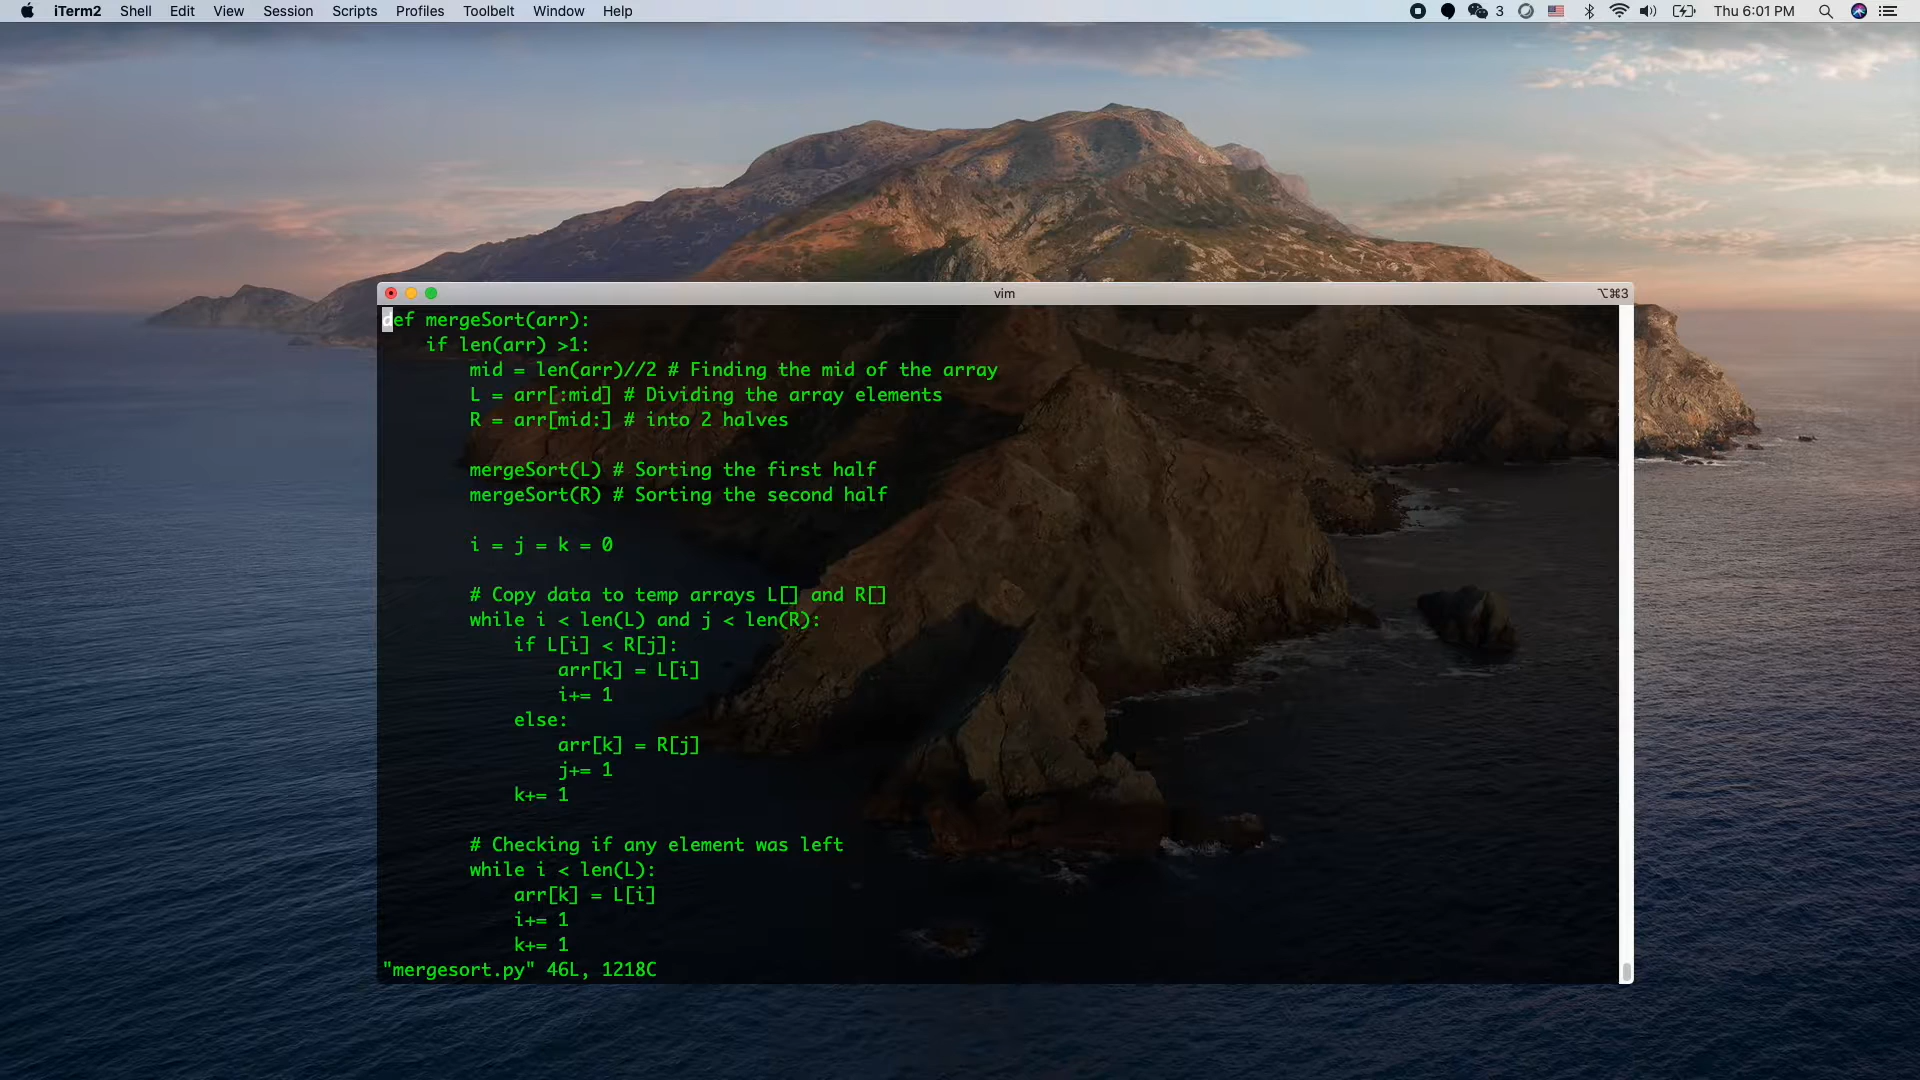 iTerm2 Shell Edit View Session Scripts Profiles Toolbelt Window Help 3 Thu 6:01 PM
vim ⌥⌘3
def mergeSort(arr):
    if len(arr) >1:
        mid = len(arr)//2 # Finding the mid of the array
        L = arr[:mid] # Dividing the array elements
        R = arr[mid:] # into 2 halves
        mergeSort(L) # Sorting the first half
        mergeSort(R) # Sorting the second half
        i = j = k = 0
        # Copy data to temp arrays L[] and R[]
        while i < len(L) and j < len(R):
            if L[i] < R[j]:
                arr[k] = L[i]
                i+= 1
            else:
                arr[k] = R[j]
                j+= 1
            k+= 1
        # Checking if any element was left
        while i < len(L):
            arr[k] = L[i]
            i+= 1
            k+= 1
"mergesort.py" 46L, 1218C